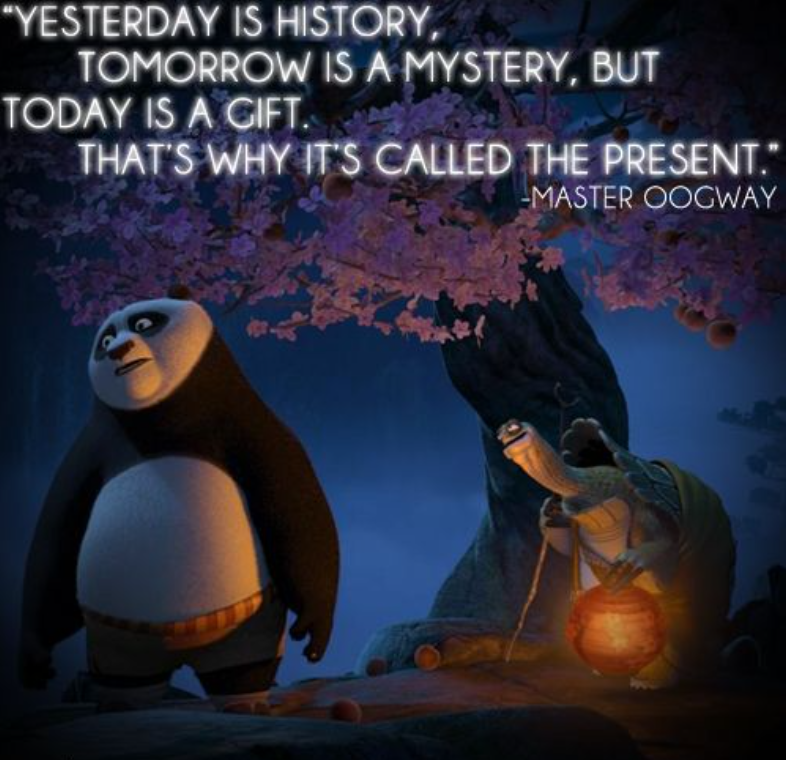 “YESTERDAY IS HISTORY,
TOMORROW IS A MYSTERY, BUT
TODAY IS A GIFT.
THAT'S WHY IT'S CALLED THE PRESENT.”
-MASTER OOGWAY